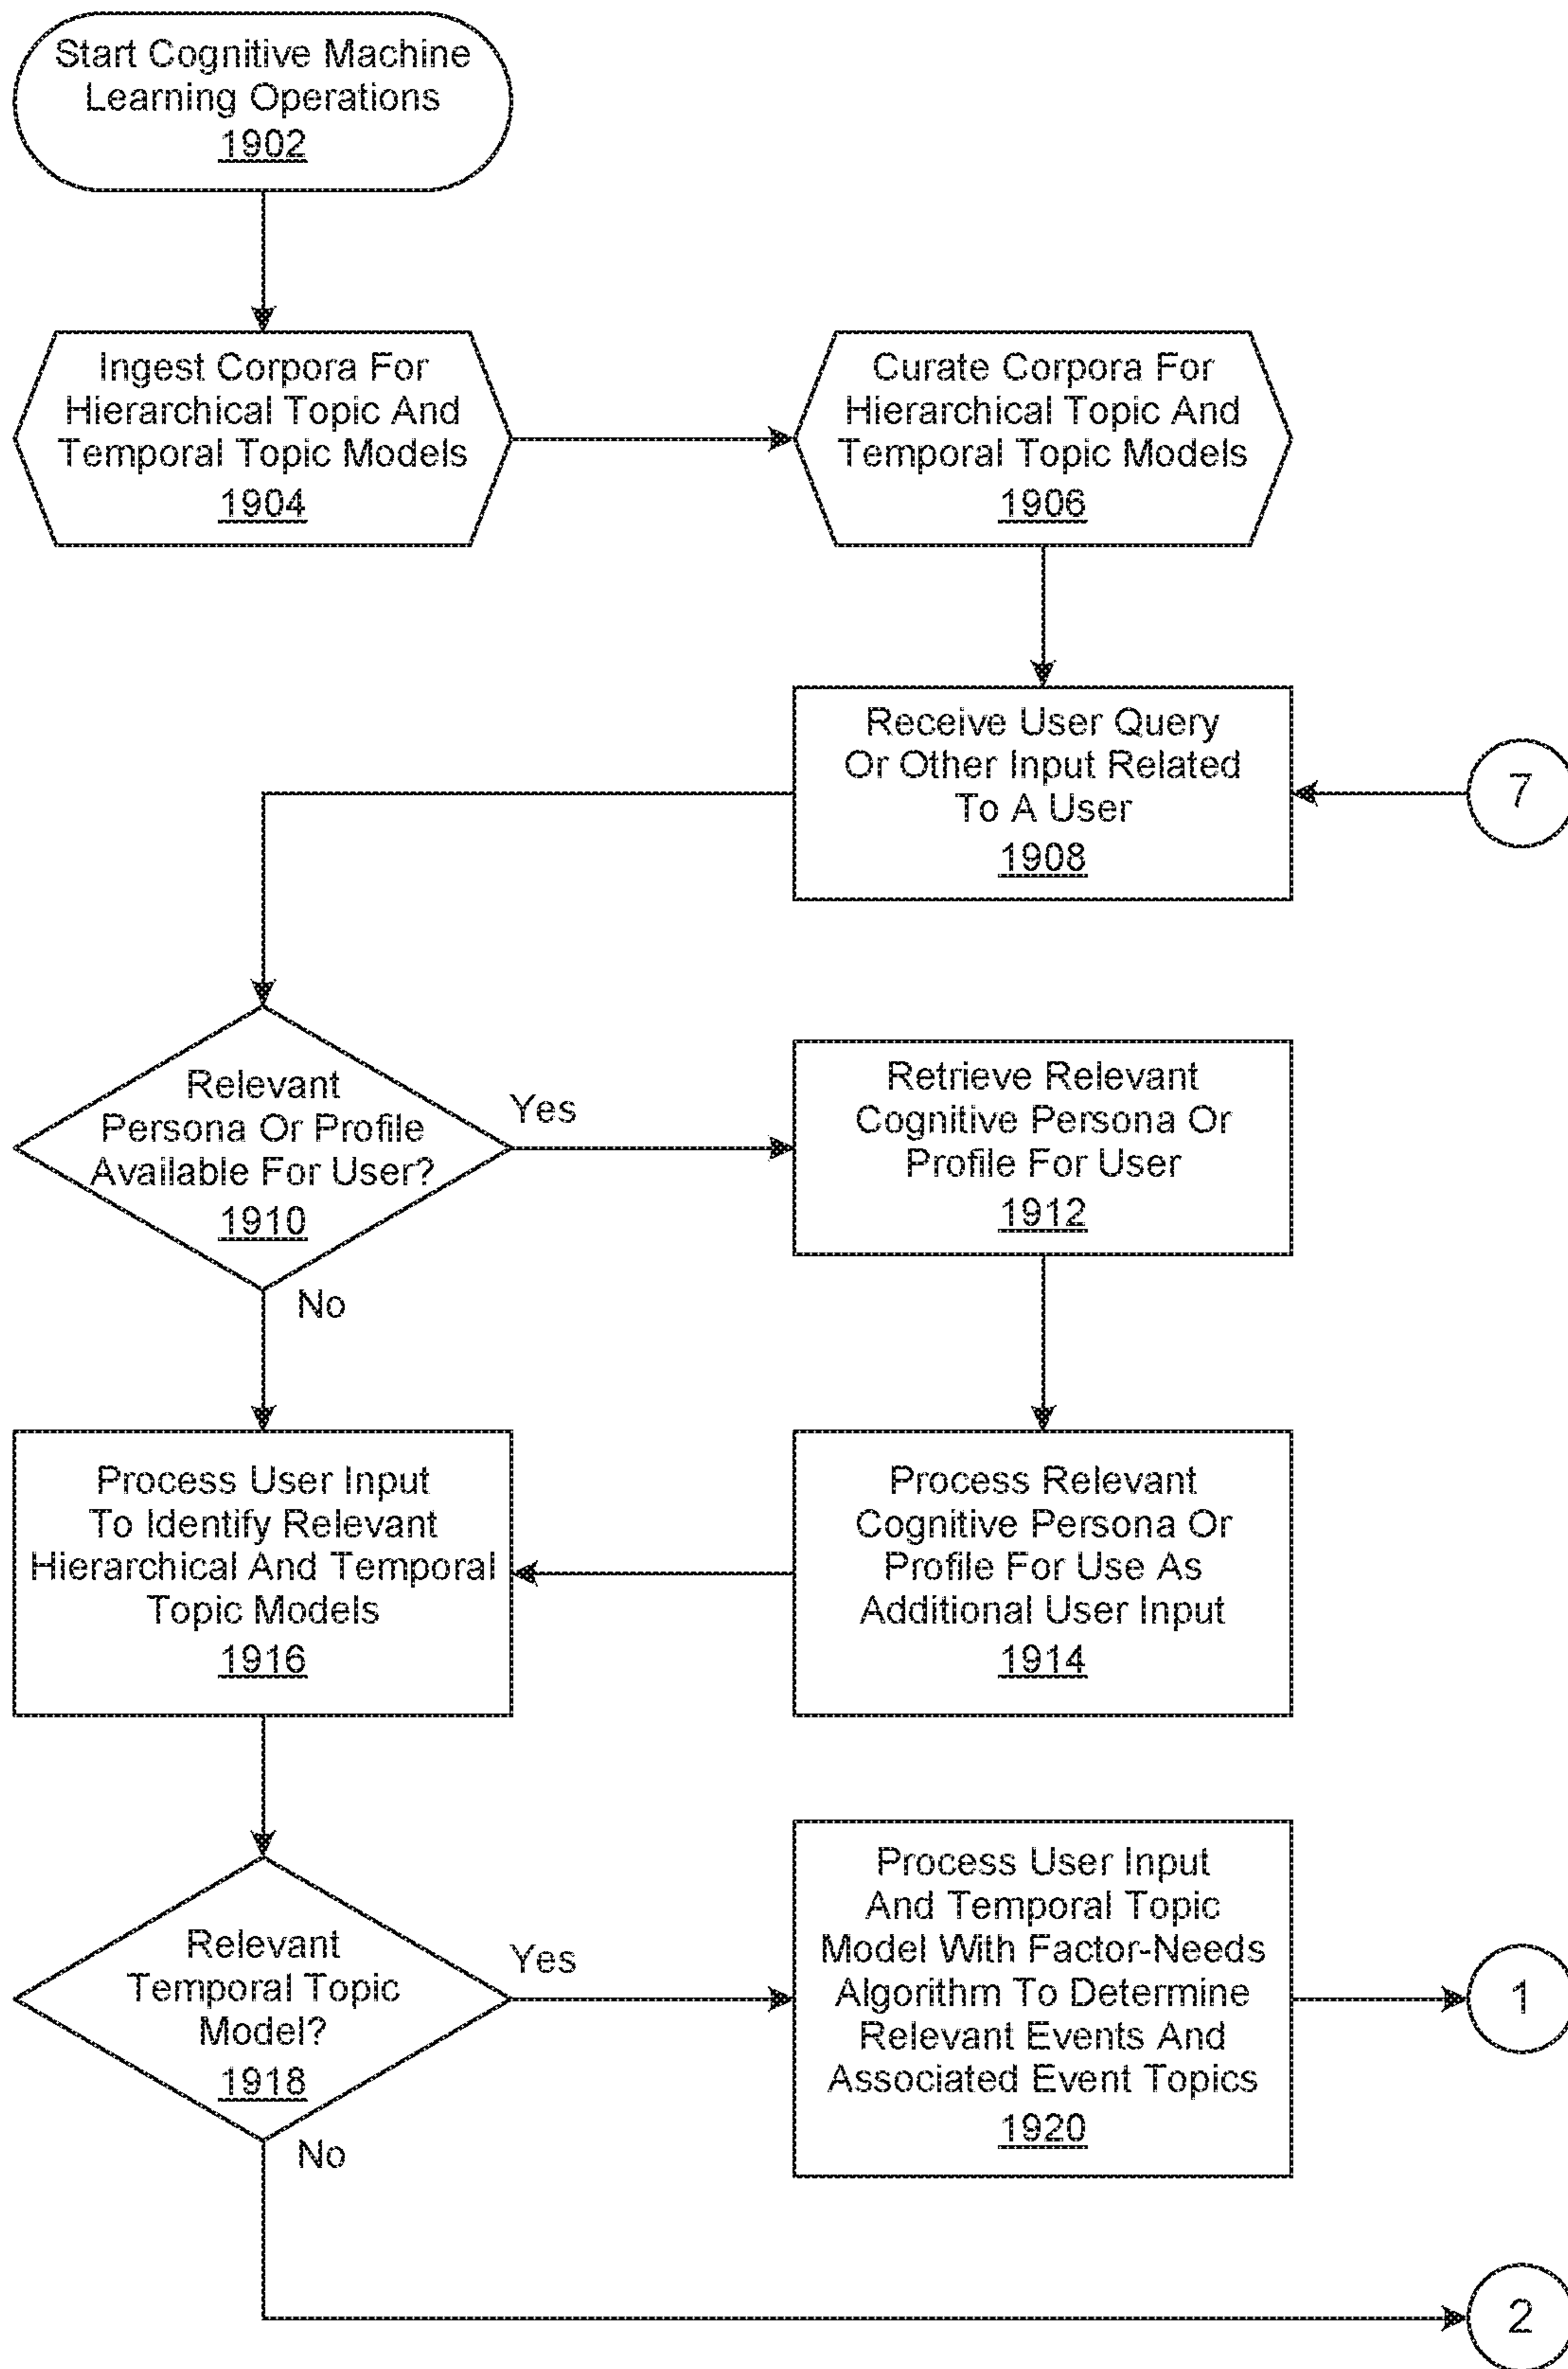 Start Cognitive Machine
Learning Operations
1902
Ingest Corpora For
Hierarchical Topic And
Temporal Topic Models
1904
Curate Corpora For
Hierarchical Topic And
Temporal Topic Models
1906
Receive User Query
Or Other Input Related
To A User
1908
7
Relevant
Persona Or Profile
Available For User?
1910
Yes
No
Retrieve Relevant
Cognitive Persona Or
Profile For User
1912
Process Relevant
Cognitive Persona Or
Profile For Use As
Additional User Input
1914
Process User Input
To Identify Relevant
Hierarchical And Temporal
Topic Models
1916
Relevant
Temporal Topic
Model?
1918
Yes
No
Process User Input
And Temporal Topic
Model With Factor-Needs
Algorithm To Determine
Relevant Events And
Associated Event Topics
1920
1
2